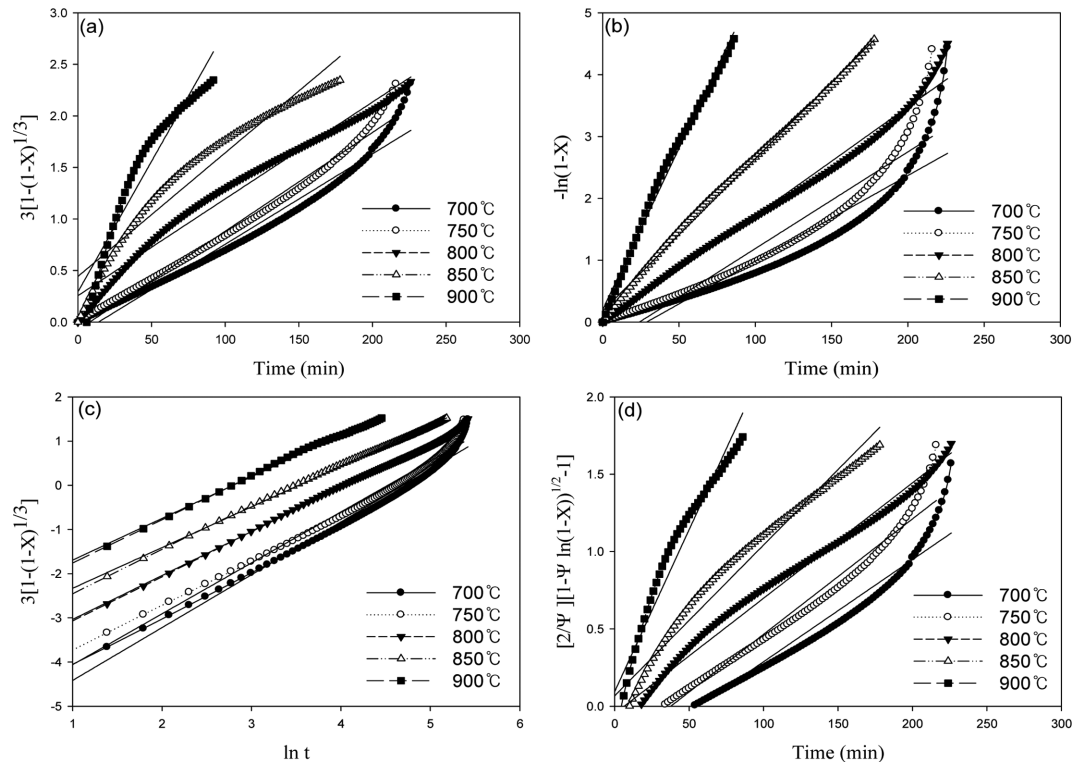 (a)
3[1-(1-X)^1/3]
3.0
2.5
2.0
1.5
1.0
0.5
0.0
0 50 100 150 200 250 300
Time (min)
700℃
750℃
800℃
850℃
900℃
(b)
-ln(1-X)
5
4
3
2
1
0
0 50 100 150 200 250 300
Time (min)
700℃
750℃
800℃
850℃
900℃
(c)
3[1-(1-X)^1/3]
2
1
0
-1
-2
-3
-4
-5
1 2 3 4 5 6
ln t
700℃
750℃
800℃
850℃
900℃
(d)
[2/Ψ ][1-Ψ ln(1-X))^1/2-1]
2.0
1.5
1.0
0.5
0.0
0 50 100 150 200 250 300
Time (min)
700℃
750℃
800℃
850℃
900℃